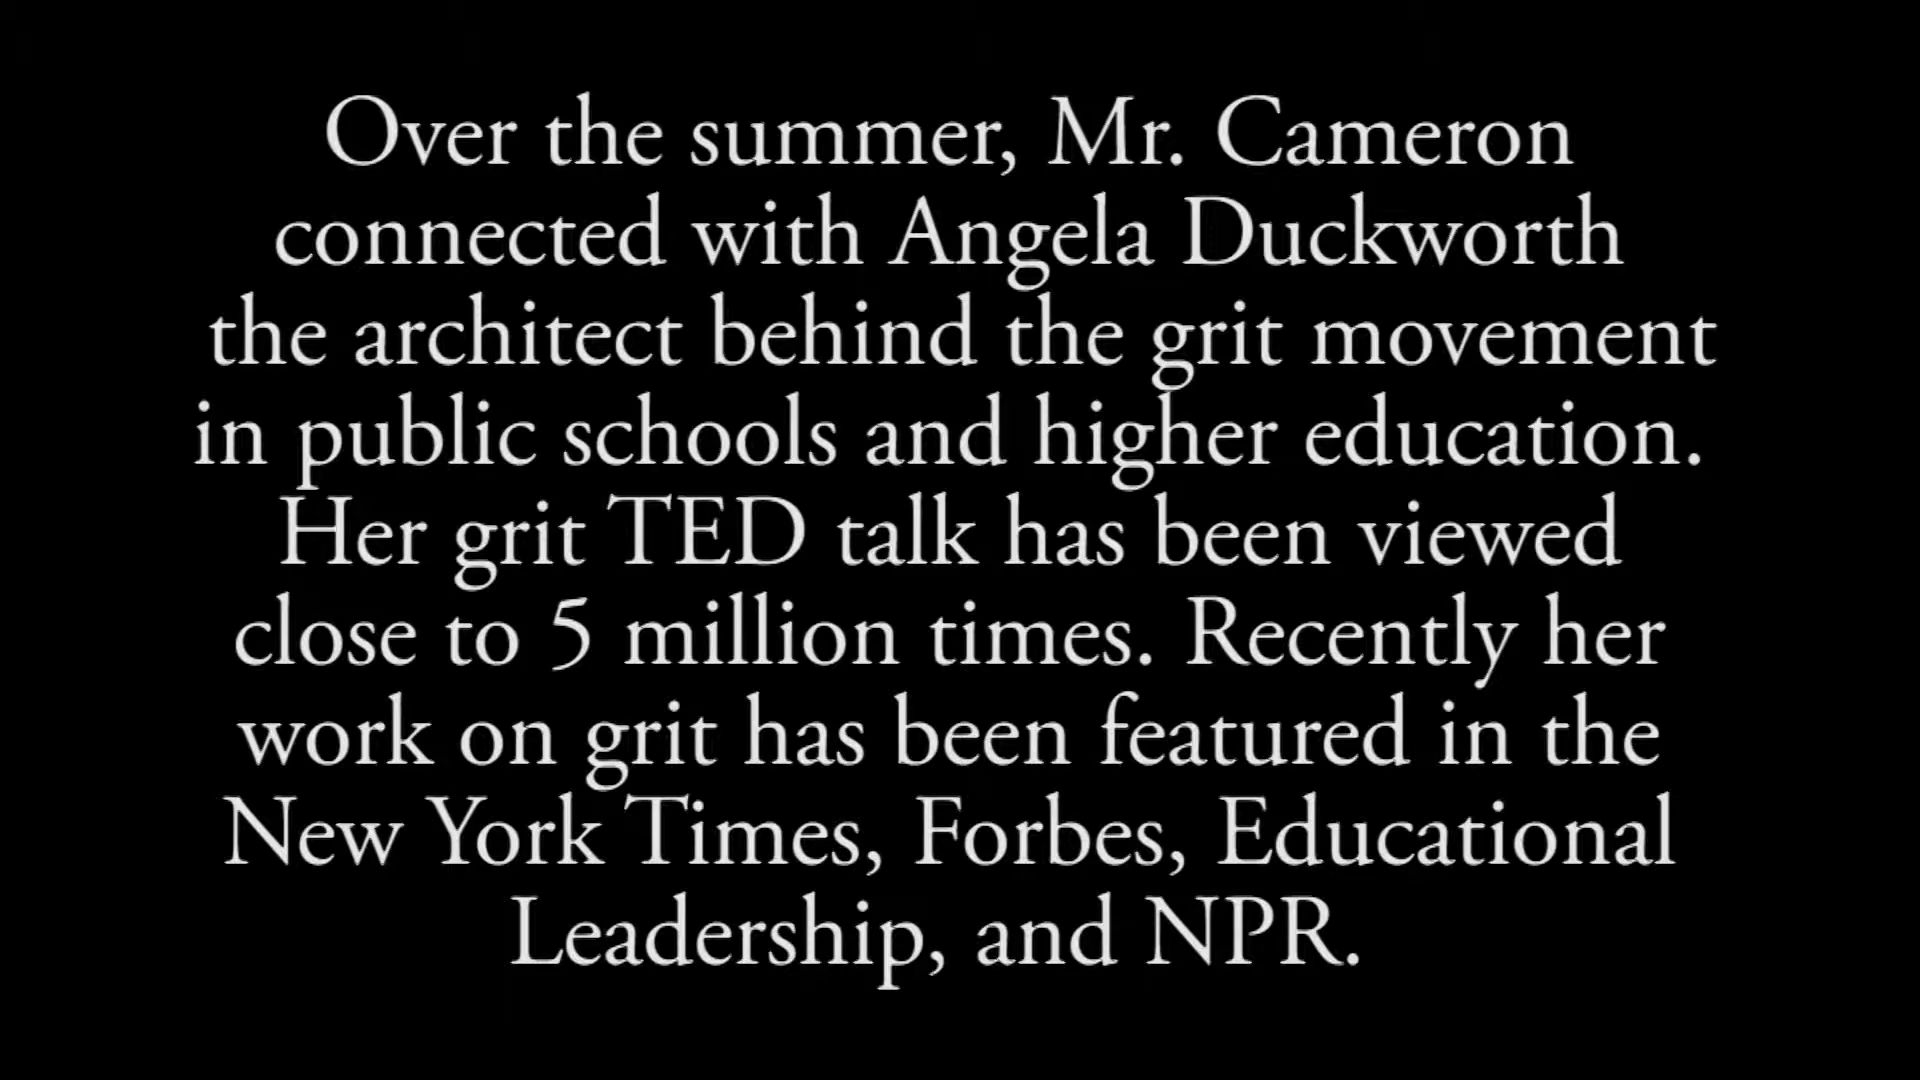 Over the summer, Mr. Cameron
connected with Angela Duckworth
the architect behind the grit movement
in public schools and higher education.
Her grit TED talk has been viewed
close to 5 million times. Recently her
work on grit has been featured in the
New York Times, Forbes, Educational
Leadership, and NPR.